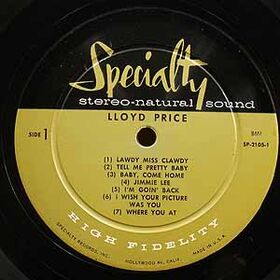 Specialty
stereo-natural sound
LLOYD PRICE
SIDE 1
BMI
SP-2105-1
(1) LAWDY MISS CLAWDY
(2) TELL ME PRETTY BABY
(3) BABY, COME HOME
(4) JIMMIE LEE
(5) I'M GOIN' BACK
(6) I WISH YOUR PICTURE
WAS YOU
(7) WHERE YOU AT
HIGH FIDELITY
SPECIALTY RECORDS, INC.
HOLLYWOOD 46, CALIF.
MADE IN U.S.A.